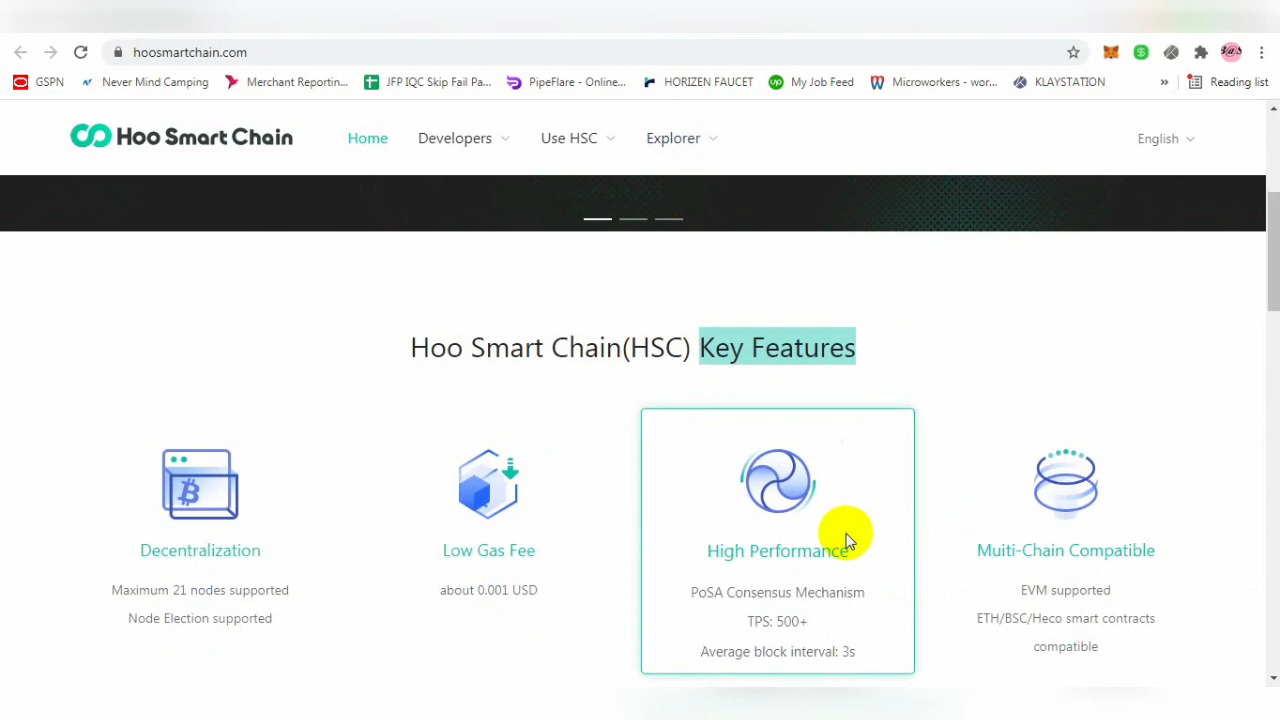 hoosmartchain.com
GSPN
Never Mind Camping
Merchant Reportin...
JFP IQC Skip Fail Pa...
PipeFlare - Online...
HORIZEN FAUCET
My Job Feed
Microworkers - wor...
KLAYSTATION
»
Reading list
Hoo Smart Chain
Home
Developers
Use HSC
Explorer
English
Hoo Smart Chain(HSC) Key Features
Decentralization
Maximum 21 nodes supported
Node Election supported
Low Gas Fee
about 0.001 USD
High Performance
PoSA Consensus Mechanism
TPS: 500+
Average block interval: 3s
Muiti-Chain Compatible
EVM supported
ETH/BSC/Heco smart contracts
compatible